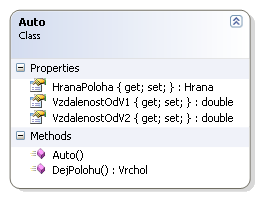 Auto
Class
Properties
HranaPoloha { get; set; } : Hrana
VzdalenostOdV1 { get; set; } : double
VzdalenostOdV2 { get; set; } : double
Methods
Auto()
DejPolohu() : Vrchol